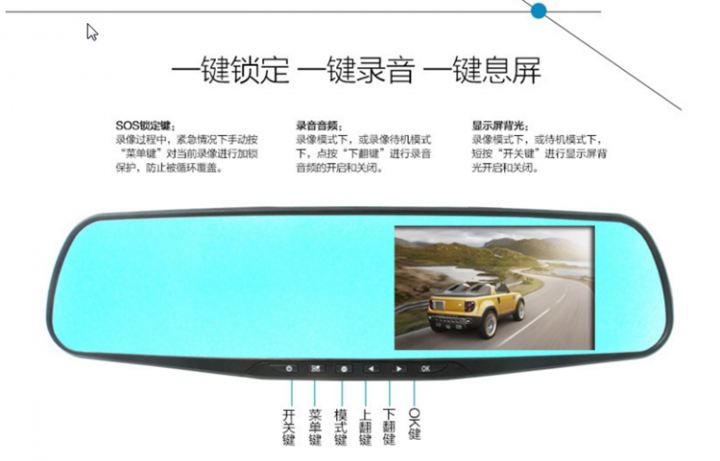 一键锁定 一键录音 一键息屏
SOS锁定键：
录像过程中，紧急情况下手动按
“菜单键”对当前录像进行加锁
保护，防止被循环覆盖。
录音音频：
录像模式下，或录像待机模式
下，点按“下翻键”进行录音
音频的开启和关闭。
显示屏背光：
录像模式下，或待机模式下，
短按“开关键”进行显示屏背
光开启和关闭。
OK
开关键
菜单键
模式键
上翻键
下翻键
OK键